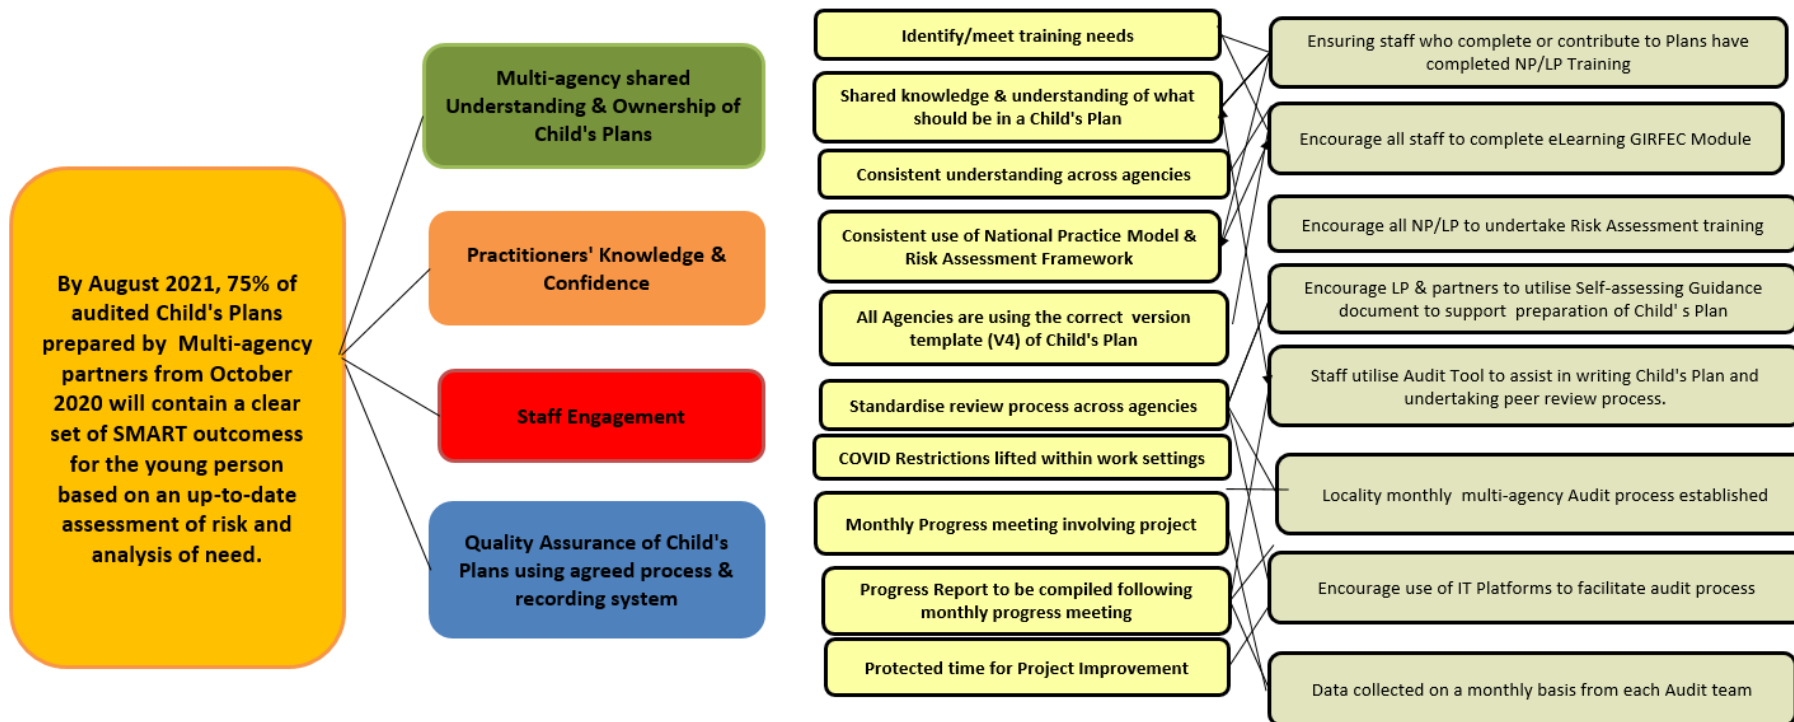 By August 2021, 75% of
audited Child's Plans
prepared by Multi-agency
partners from October
2020 will contain a clear
set of SMART outcomess
for the young person
based on an up-to-date
assessment of risk and
analysis of need.
Multi-agency shared
Understanding & Ownership of
Child's Plans
Practitioners' Knowledge &
Confidence
Staff Engagement
Quality Assurance of Child's
Plans using agreed process &
recording system
Identify/meet training needs
Shared knowledge & understanding of what
should be in a Child's Plan
Consistent understanding across agencies
Consistent use of National Practice Model &
Risk Assessment Framework
All Agencies are using the correct version
template (V4) of Child's Plan
Standardise review process across agencies
COVID Restrictions lifted within work settings
Monthly Progress meeting involving project
Progress Report to be compiled following
monthly progress meeting
Protected time for Project Improvement
Ensuring staff who complete or contribute to Plans have
completed NP/LP Training
Encourage all staff to complete eLearning GIRFEC Module
Encourage all NP/LP to undertake Risk Assessment training
Encourage LP & partners to utilise Self-assessing Guidance
document to support preparation of Child' s Plan
Staff utilise Audit Tool to assist in writing Child's Plan and
undertaking peer review process.
Locality monthly multi-agency Audit process established
Encourage use of IT Platforms to facilitate audit process
Data collected on a monthly basis from each Audit team